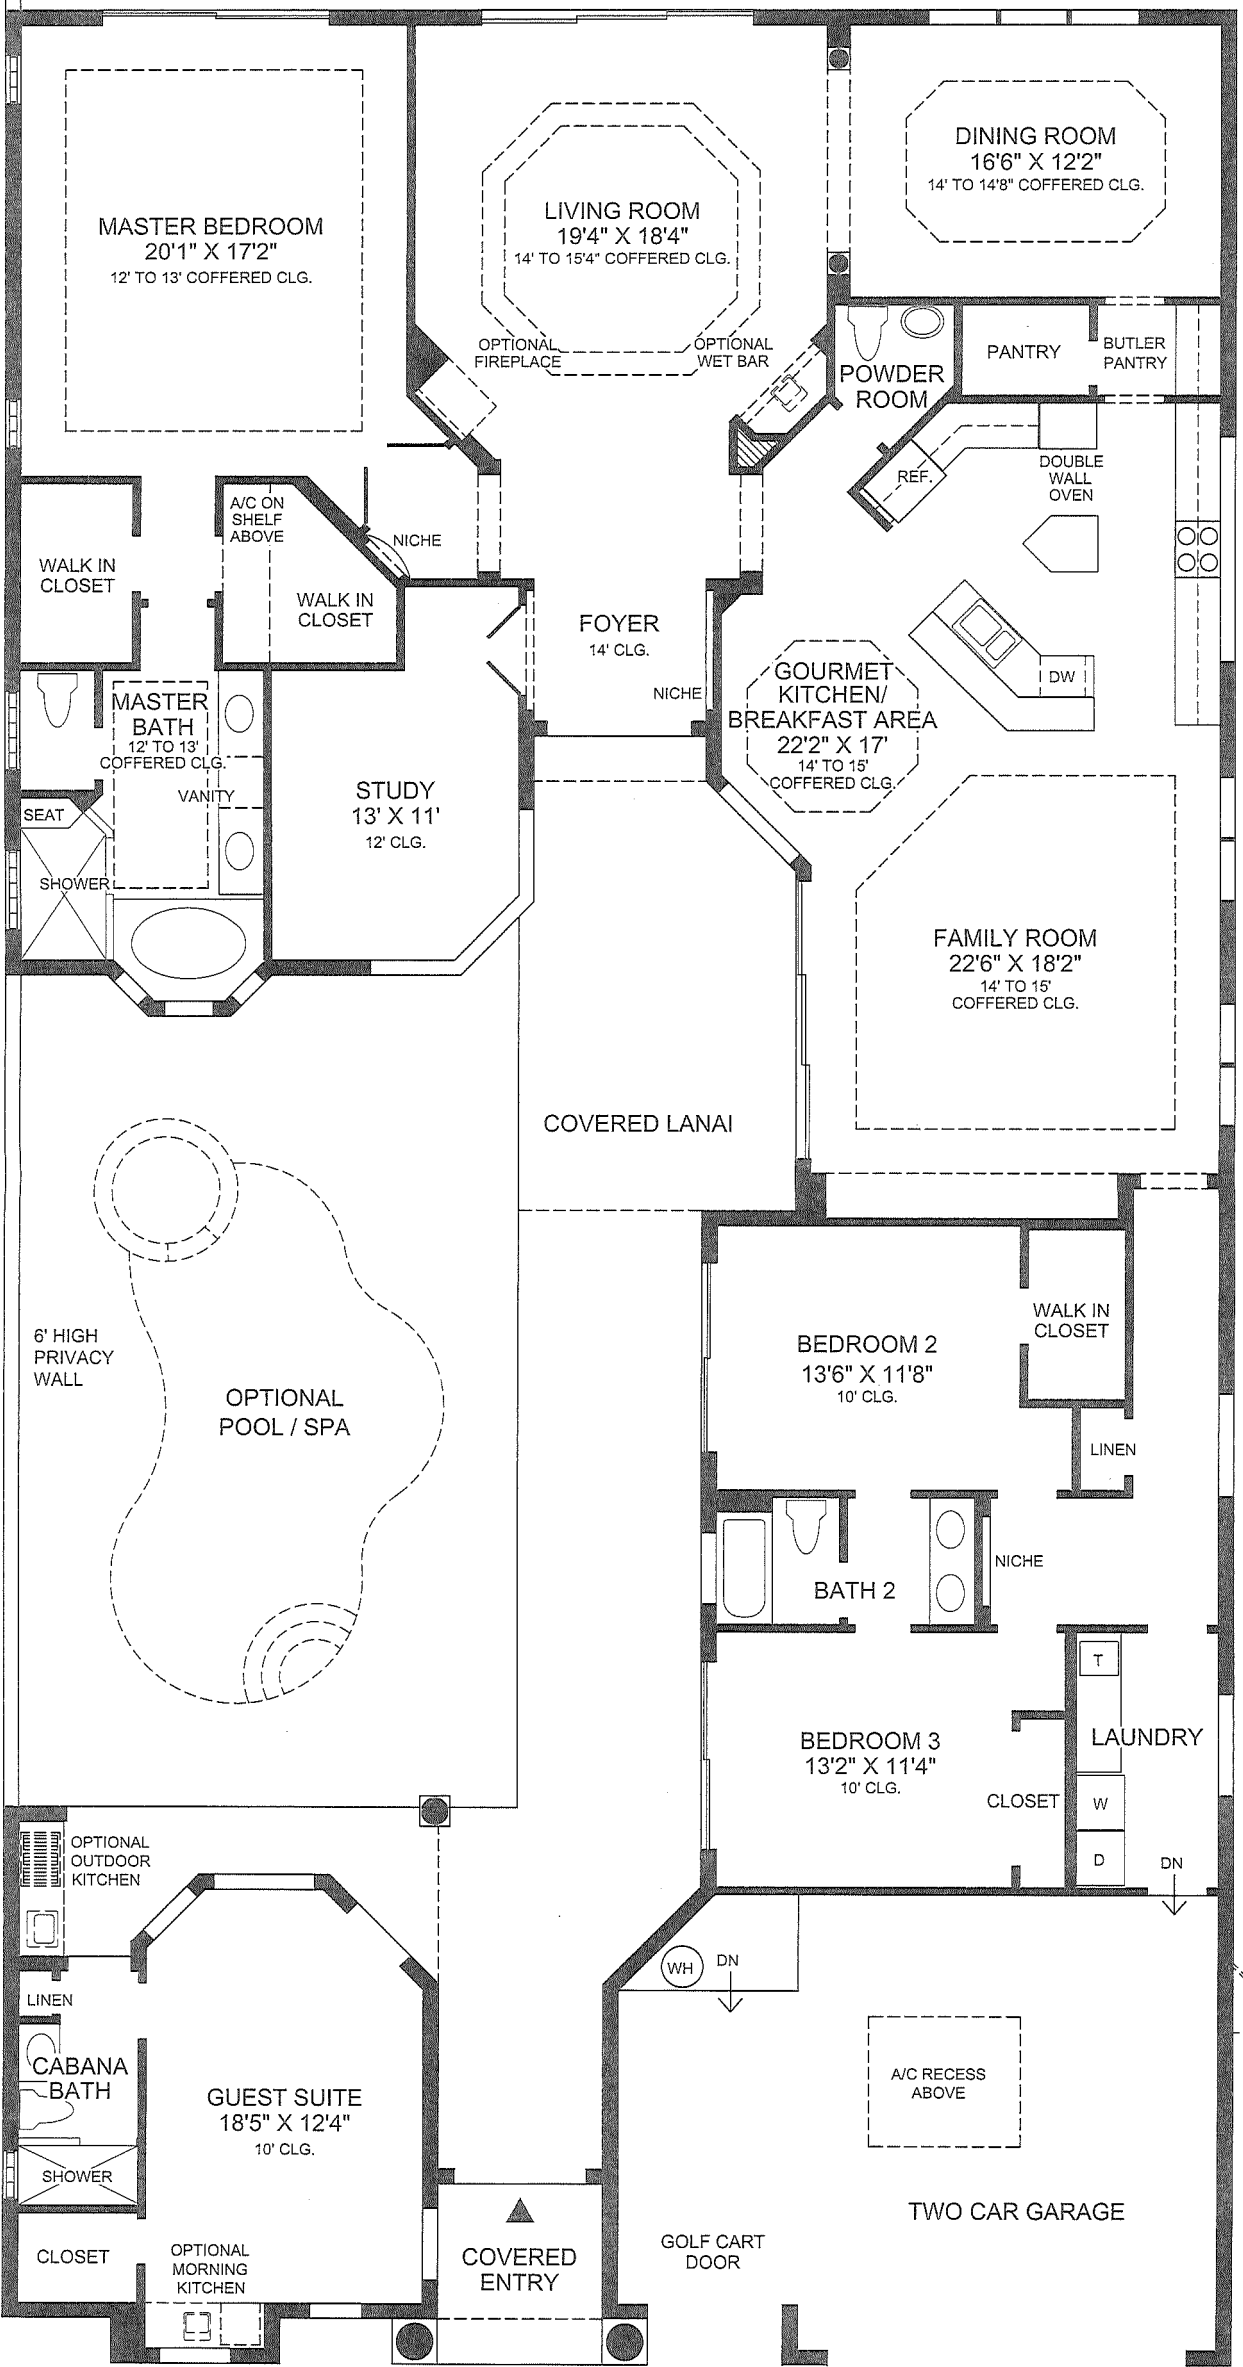 MASTER BEDROOM
20'1" X 17'2"
12' TO 13' COFFERED CLG.
LIVING ROOM
19'4" X 18'4"
14' TO 15'4" COFFERED CLG.
DINING ROOM
16'6" X 12'2"
14' TO 14'8" COFFERED CLG.
OPTIONAL
FIREPLACE
OPTIONAL
WET BAR
POWDER
ROOM
PANTRY
BUTLER
PANTRY
REF.
DOUBLE
WALL
OVEN
A/C ON
SHELF
ABOVE
NICHE
WALK IN
CLOSET
WALK IN
CLOSET
FOYER
14' CLG.
NICHE
GOURMET
KITCHEN/
BREAKFAST AREA
22'2" X 17'
14' TO 15'
COFFERED CLG.
DW
MASTER
BATH
12' TO 13'
COFFERED CLG.
VANITY
SEAT
SHOWER
STUDY
13' X 11'
12' CLG.
FAMILY ROOM
22'6" X 18'2"
14' TO 15'
COFFERED CLG.
COVERED LANAI
6' HIGH
PRIVACY
WALL
OPTIONAL
POOL / SPA
BEDROOM 2
13'6" X 11'8"
10' CLG.
WALK IN
CLOSET
LINEN
NICHE
BATH 2
T
LAUNDRY
BEDROOM 3
13'2" X 11'4"
10' CLG.
CLOSET
W
D
DN
OPTIONAL
OUTDOOR
KITCHEN
WH
DN
LINEN
CABANA
BATH
GUEST SUITE
18'5" X 12'4"
10' CLG.
SHOWER
CLOSET
OPTIONAL
MORNING
KITCHEN
COVERED
ENTRY
A/C RECESS
ABOVE
TWO CAR GARAGE
GOLF CART
DOOR